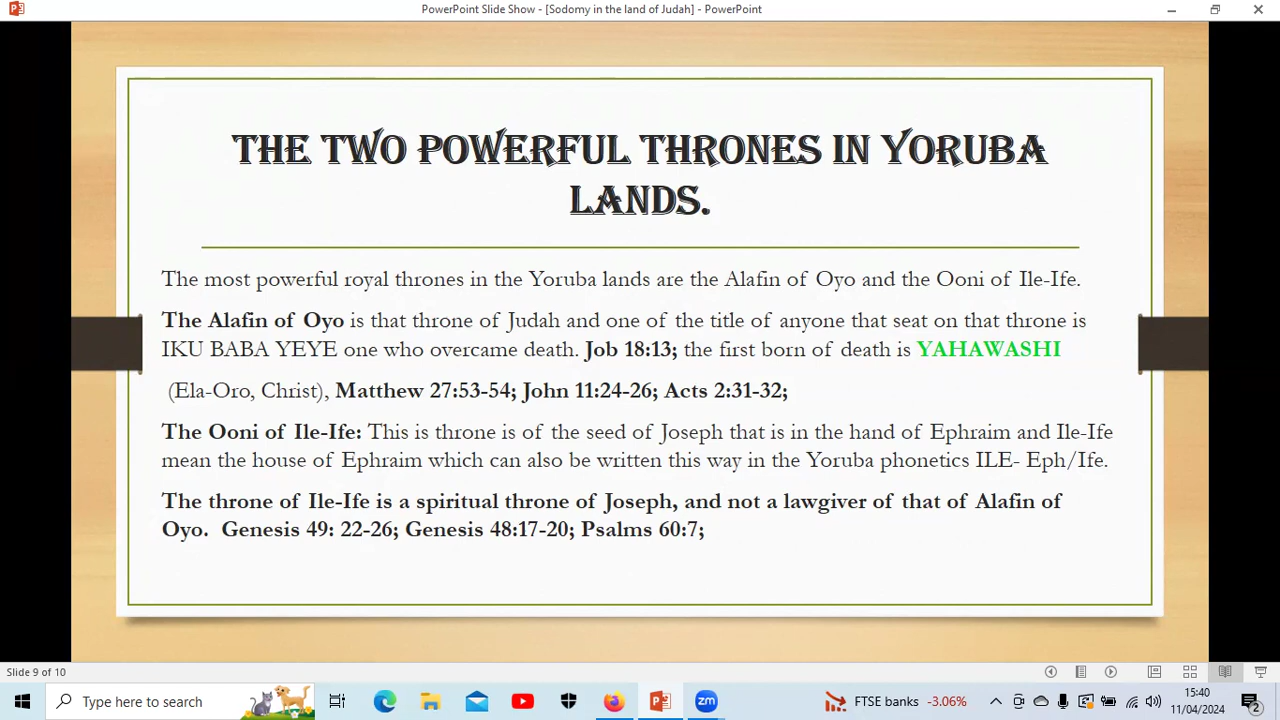 PowerPoint Slide Show - [Sodomy in the land of Judah] - PowerPoint
THE TWO POWERFUL THRONES IN YORUBA
LANDS.
The most powerful royal thrones in the Yoruba lands are the Alafin of Oyo and the Ooni of Ile-Ife.
The Alafin of Oyo is that throne of Judah and one of the title of anyone that seat on that throne is
IKU BABA YEYE one who overcame death. Job 18:13; the first born of death is YAHAWASHI
(Ela-Oro, Christ), Matthew 27:53-54; John 11:24-26; Acts 2:31-32;
The Ooni of Ile-Ife: This is throne is of the seed of Joseph that is in the hand of Ephraim and Ile-Ife
mean the house of Ephraim which can also be written this way in the Yoruba phonetics ILE- Eph/Ife.
The throne of Ile-Ife is a spiritual throne of Joseph, and not a lawgiver of that of Alafin of
Oyo. Genesis 49: 22-26; Genesis 48:17-20; Psalms 60:7;
Slide 9 of 10
Type here to search
zm
FTSE banks -3.06%
15:40
11/04/2024
2